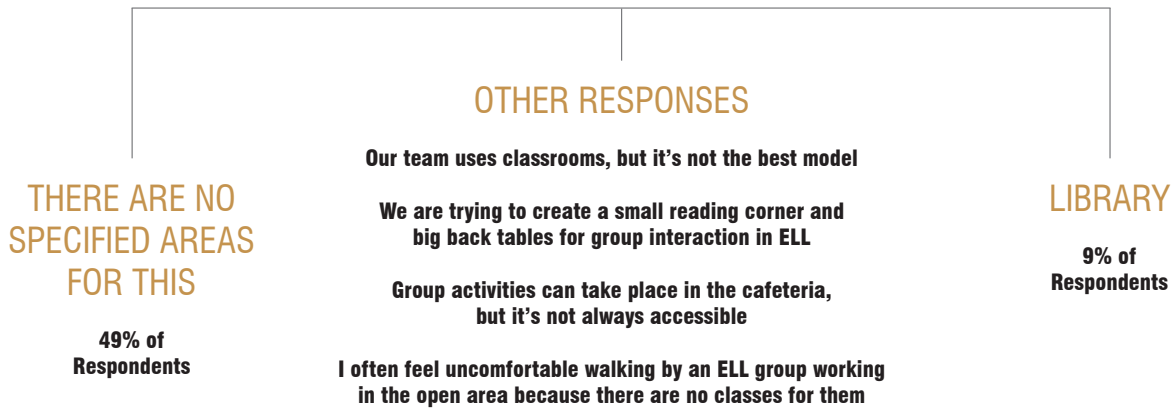 OTHER RESPONSES
Our team uses classrooms, but it’s not the best model
We are trying to create a small reading corner and
big back tables for group interaction in ELL
Group activities can take place in the cafeteria,
but it’s not always accessible
I often feel uncomfortable walking by an ELL group working
in the open area because there are no classes for them
THERE ARE NO
SPECIFIED AREAS
FOR THIS
49% of
Respondents
LIBRARY
9% of
Respondents